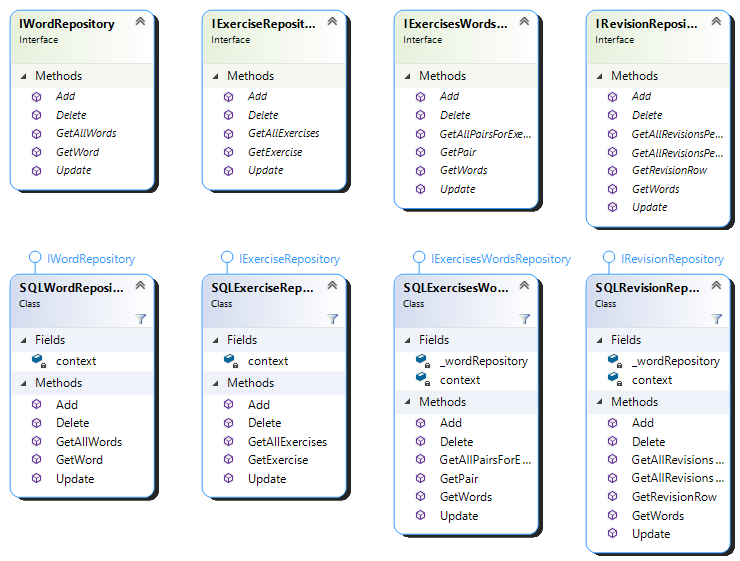 IWordRepository
Interface
Methods
Add
Delete
GetAllWords
GetWord
Update
IExerciseReposit...
Interface
Methods
Add
Delete
GetAllExercises
GetExercise
Update
IExercisesWords...
Interface
Methods
Add
Delete
GetAllPairsForExe...
GetPair
GetWords
Update
IRevisionReposi...
Interface
Methods
Add
Delete
GetAllRevisionsPe...
GetAllRevisionsPe...
GetRevisionRow
GetWords
Update
IWordRepository
SQLWordReposi...
Class
Fields
context
Methods
Add
Delete
GetAllWords
GetWord
Update
IExerciseRepository
SQLExerciseRep...
Class
Fields
context
Methods
Add
Delete
GetAllExercises
GetExercise
Update
IExercisesWordsRepository
SQLExercisesWo...
Class
Fields
_wordRepository
context
Methods
Add
Delete
GetAllPairsForE...
GetPair
GetWords
Update
IRevisionRepository
SQLRevisionRep...
Class
Fields
_wordRepository
context
Methods
Add
Delete
GetAllRevisions...
GetAllRevisions...
GetRevisionRow
GetWords
Update